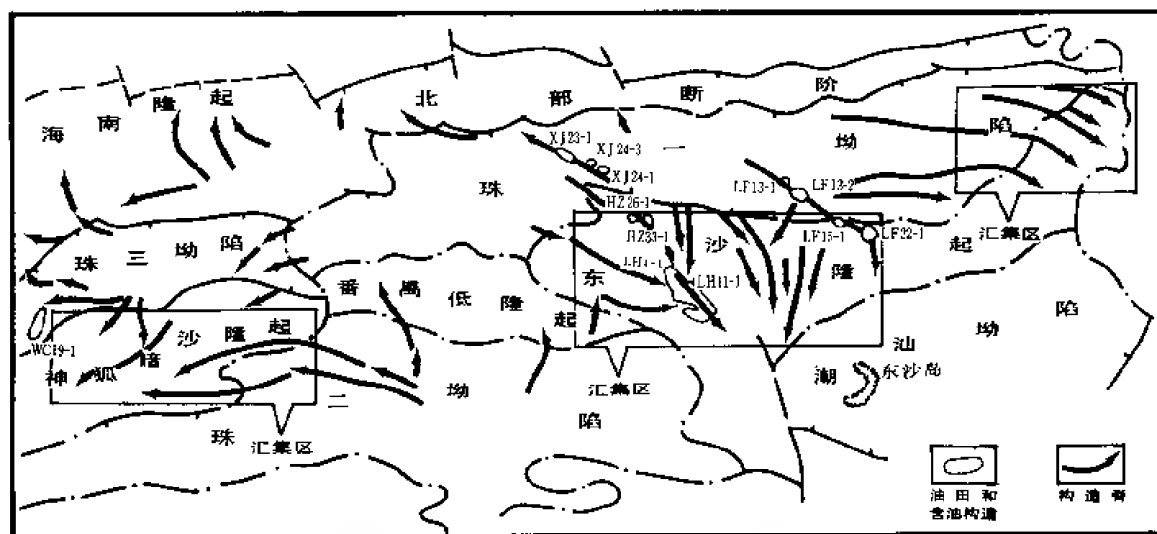 海南隆起
北部断阶
珠一坳陷
XJ23-1
XJ24-3
XJ24-1
HZ26-1
HZ33-1
LF13-1
LF13-2
LF15-1
LF22-1
汇集区
珠三坳陷
番禺低隆起
东沙隆起
LH4-1
LH11-1
WC19-1
神狐暗沙隆起
汇集区
汇集区
珠二坳陷
潮汕坳陷
东沙岛
油田和
含油构造
构造脊